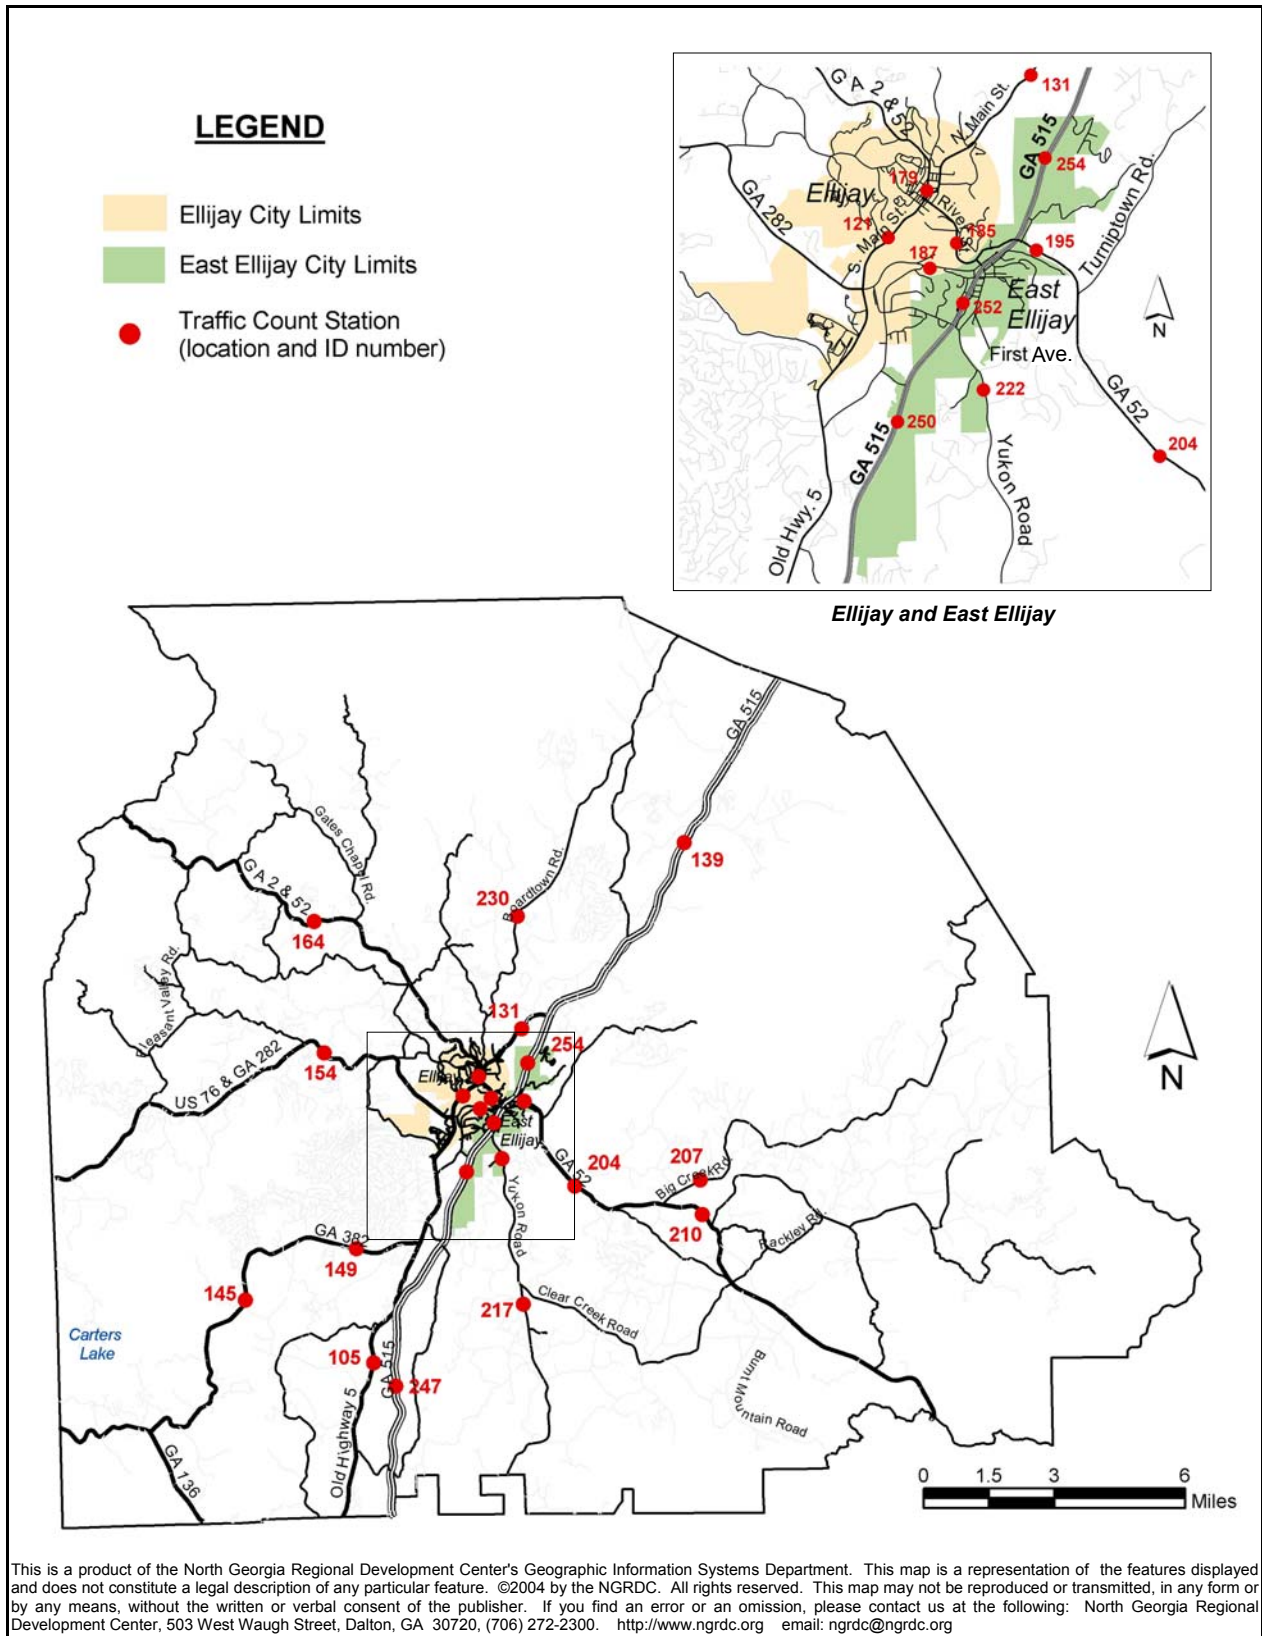 LEGEND
Ellijay City Limits
East Ellijay City Limits
Traffic Count Station
(location and ID number)
GA 2 & 52
N. Main St.
131
GA 515
254
Turniptown Rd.
179
Ellijay
River St.
GA 282
121
S. Main St.
185
195
187
East
Ellijay
252
N
First Ave.
222
GA 52
250
GA 515
204
Yukon Road
Old Hwy. 5
Ellijay and East Ellijay
GA 515
139
Gates Chapel Rd.
GA 2 & 52
164
230
Boardtown Rd.
Pleasant Valley Rd.
131
254
154
US 76 & GA 282
Ellijay
East
Ellijay
N
GA 52
204
207
Big Creek Rd.
210
Rackley Rd.
Yukon Road
GA 382
149
145
217
Clear Creek Road
Carters
Lake
105
GA 515
247
Old Highway 5
GA 136
Burnt Mountain Road
0 1.5 3 6
Miles
This is a product of the North Georgia Regional Development Center's Geographic Information Systems Department. This map is a representation of the features displayed
and does not constitute a legal description of any particular feature. ©2004 by the NGRDC. All rights reserved. This map may not be reproduced or transmitted, in any form or
by any means, without the written or verbal consent of the publisher. If you find an error or an omission, please contact us at the following: North Georgia Regional
Development Center, 503 West Waugh Street, Dalton, GA 30720, (706) 272-2300. http://www.ngrdc.org email: ngrdc@ngrdc.org